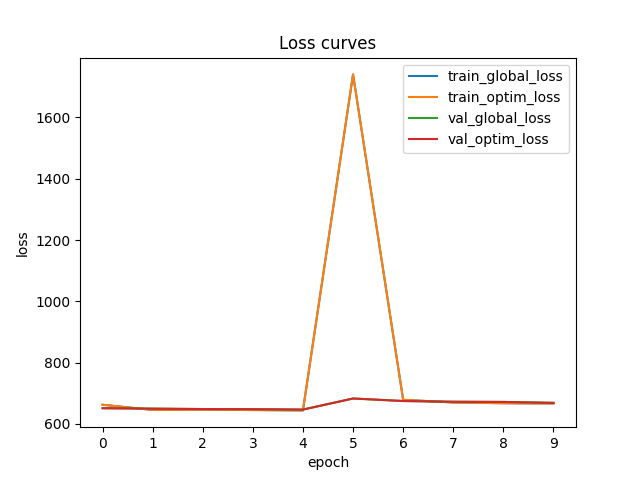 Loss curves
train_global_loss
train_optim_loss
val_global_loss
val_optim_loss
1600
1400
1200
1000
800
600
loss
0 1 2 3 4 5 6 7 8 9
epoch